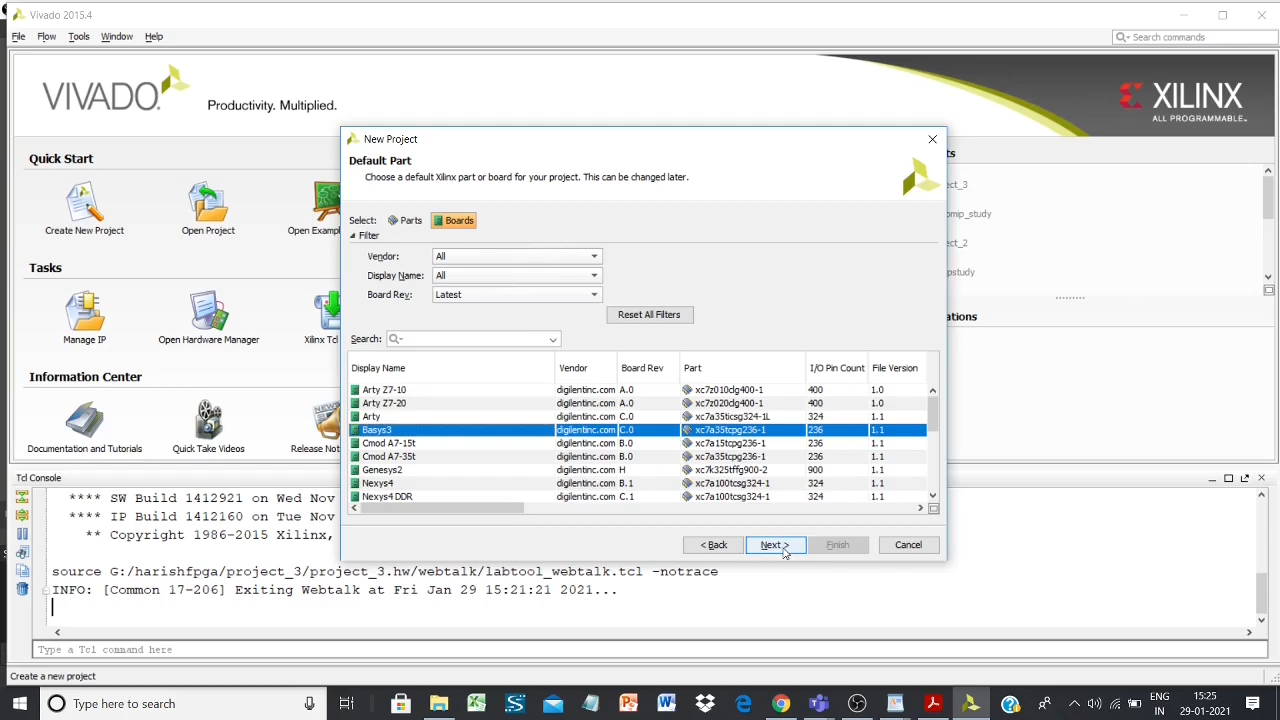 Vivado 2015.4
File Flow Tools Window Help
Search commands
VIVADO. Productivity. Multiplied.
XILINX
ALL PROGRAMMABLE.
Quick Start
Create New Project
Open Project
Open Exampl
Tasks
Manage IP
Open Hardware Manager
Xilinx Tcl
Information Center
Documentation and Tutorials
Quick Take Videos
Release Not
ts
ect_3
omip_study
ect_2
pstudy
ations
New Project
Default Part
Choose a default Xilinx part or board for your project. This can be changed later.
Select: Parts Boards
Filter
Vendor: All
Display Name: All
Board Rev: Latest
Reset All Filters
Search:
Display Name Vendor Board Rev Part I/O Pin Count File Version
Arty Z7-10 digilentinc.com A.0 xc7z010clg400-1 400 1.0
Arty Z7-20 digilentinc.com A.0 xc7z020clg400-1 400 1.0
Arty digilentinc.com C.0 xc7a35ticsg324-1L 324 1.1
Basys3 digilentinc.com C.0 xc7a35tcpg236-1 236 1.1
Cmod A7-15t digilentinc.com B.0 xc7a15tcpg236-1 236 1.1
Cmod A7-35t digilentinc.com B.0 xc7a35tcpg236-1 236 1.1
Genesys2 digilentinc.com H xc7k325tffg900-2 900 1.1
Nexys4 digilentinc.com B.1 xc7a100tcsg324-1 324 1.1
Nexys4 DDR digilentinc.com C.1 xc7a100tcsg324-1 324 1.1
< Back Next > Finish Cancel
Tcl Console
**** SW Build 1412921 on Wed Nov
**** IP Build 1412160 on Tue Nov
** Copyright 1986-2015 Xilinx,
source G:/harishfpga/project_3/project_3.hw/webtalk/labtool_webtalk.tcl -notrace
INFO: [Common 17-206] Exiting Webtalk at Fri Jan 29 15:21:21 2021...
Type a Tcl command here
Create a new project
Type here to search
ENG 15:25
IN 29-01-2021